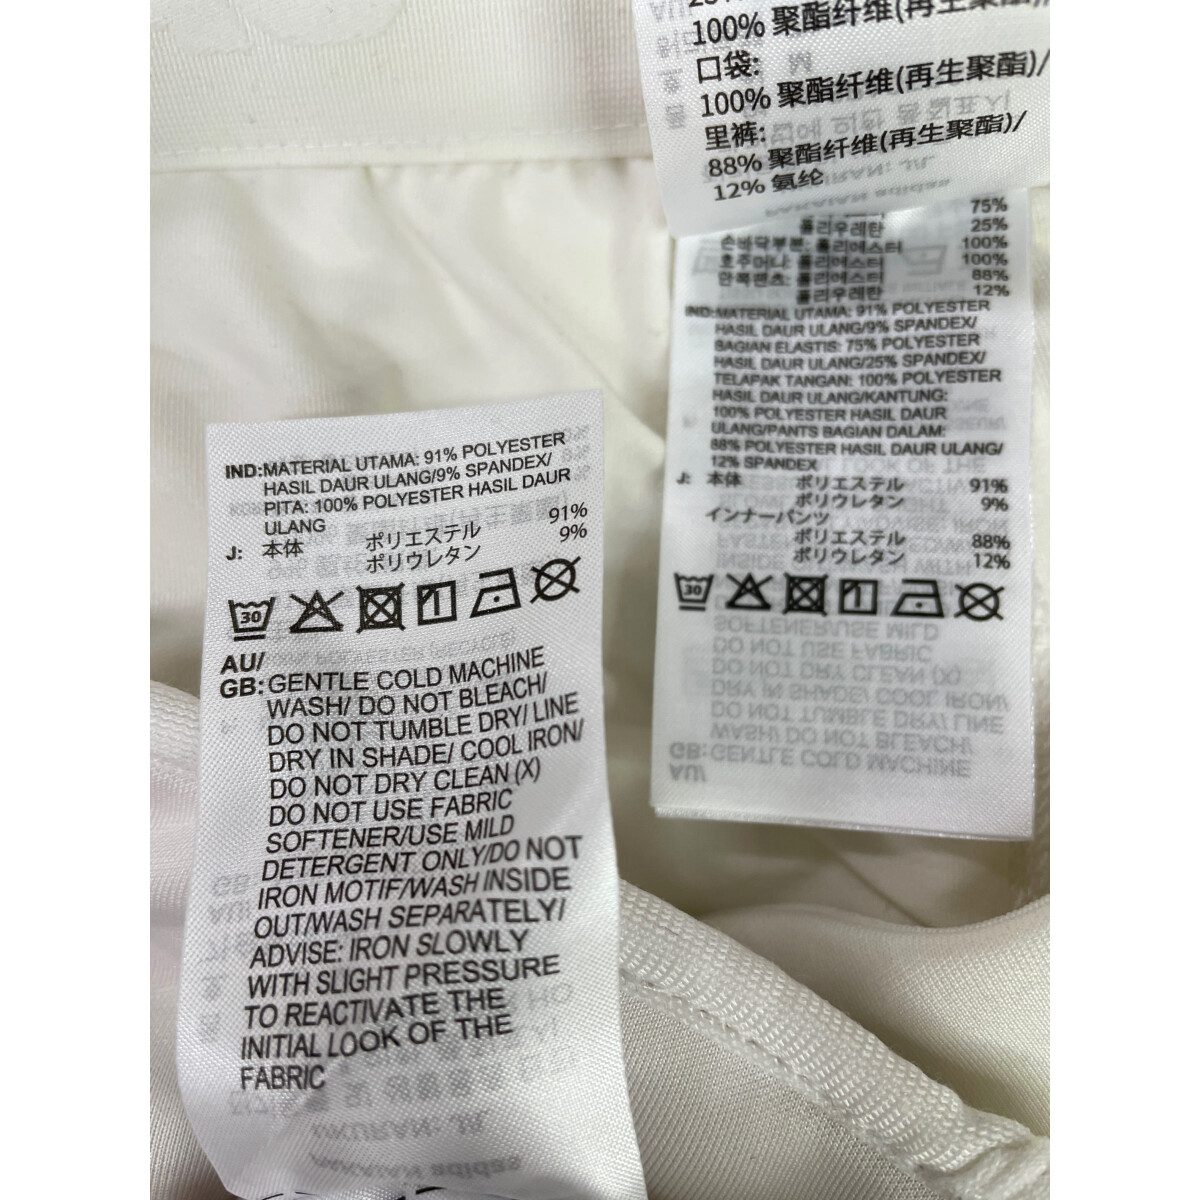 100% 聚酯纤维(再生聚酯)/
口袋:
100% 聚酯纤维(再生聚酯)/
里裤:
88% 聚酯纤维(再生聚酯)/
12% 氨纶
75%
폴리우레탄 25%
손바닥부분: 폴리에스터 100%
호주머니: 폴리에스터 100%
안쪽팬츠: 폴리에스터 88%
폴리우레탄 12%
IND:MATERIAL UTAMA: 91% POLYESTER
HASIL DAUR ULANG/9% SPANDEX/
BAGIAN ELASTIS: 75% POLYESTER
HASIL DAUR ULANG/25% SPANDEX/
TELAPAK TANGAN: 100% POLYESTER
HASIL DAUR ULANG/KANTUNG:
100% POLYESTER HASIL DAUR
ULANG/PANTS BAGIAN DALAM:
88% POLYESTER HASIL DAUR ULANG/
12% SPANDEX
J: 本体 ポリエステル 91%
ポリウレタン 9%
インナーパンツ
ポリエステル 88%
ポリウレタン 12%
30
IND:MATERIAL UTAMA: 91% POLYESTER
HASIL DAUR ULANG/9% SPANDEX/
PITA: 100% POLYESTER HASIL DAUR
ULANG
J: 本体 ポリエステル 91%
ポリウレタン 9%
30
AU/
GB: GENTLE COLD MACHINE
WASH/ DO NOT BLEACH/
DO NOT TUMBLE DRY/ LINE
DRY IN SHADE/ COOL IRON/
DO NOT DRY CLEAN (X)
DO NOT USE FABRIC
SOFTENER/USE MILD
DETERGENT ONLY/DO NOT
IRON MOTIF/WASH INSIDE
OUT/WASH SEPARATELY/
ADVISE: IRON SLOWLY
WITH SLIGHT PRESSURE
TO REACTIVATE THE
INITIAL LOOK OF THE
FABRIC